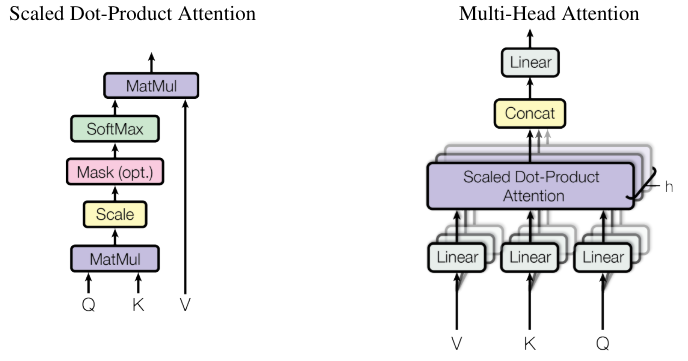 Scaled Dot-Product Attention
MatMul
SoftMax
Mask (opt.)
Scale
MatMul
Q K V
Multi-Head Attention
Linear
Concat
Scaled Dot-Product
Attention
h
Linear Linear Linear
V K Q